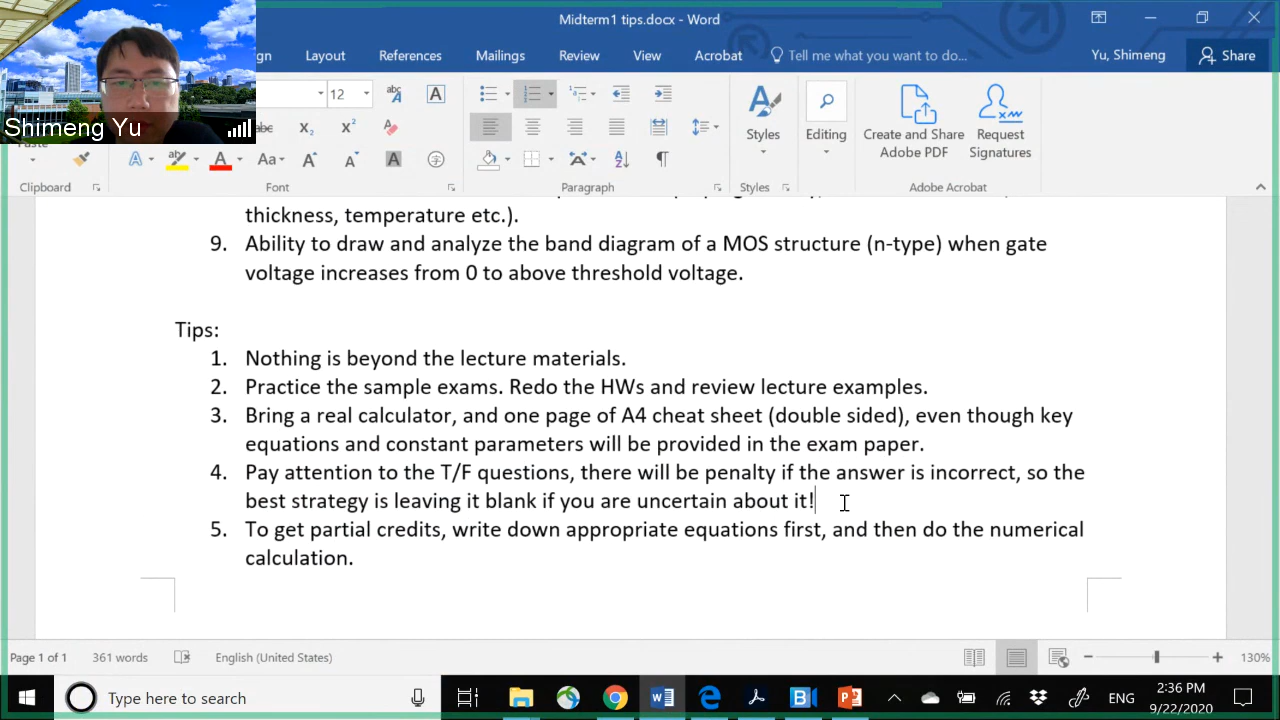 Midterm1 tips.docx - Word
Layout References Mailings Review View Acrobat Tell me what you want to do... Yu, Shimeng Share
Shimeng Yu
12
Styles
Editing
Create and Share Adobe PDF
Request Signatures
Clipboard Font Paragraph Styles Adobe Acrobat
thickness, temperature etc.).
9. Ability to draw and analyze the band diagram of a MOS structure (n-type) when gate
voltage increases from 0 to above threshold voltage.
Tips:
1. Nothing is beyond the lecture materials.
2. Practice the sample exams. Redo the HWs and review lecture examples.
3. Bring a real calculator, and one page of A4 cheat sheet (double sided), even though key
equations and constant parameters will be provided in the exam paper.
4. Pay attention to the T/F questions, there will be penalty if the answer is incorrect, so the
best strategy is leaving it blank if you are uncertain about it!
5. To get partial credits, write down appropriate equations first, and then do the numerical
calculation.
Page 1 of 1 361 words English (United States) 130%
Type here to search ENG 2:36 PM
9/22/2020